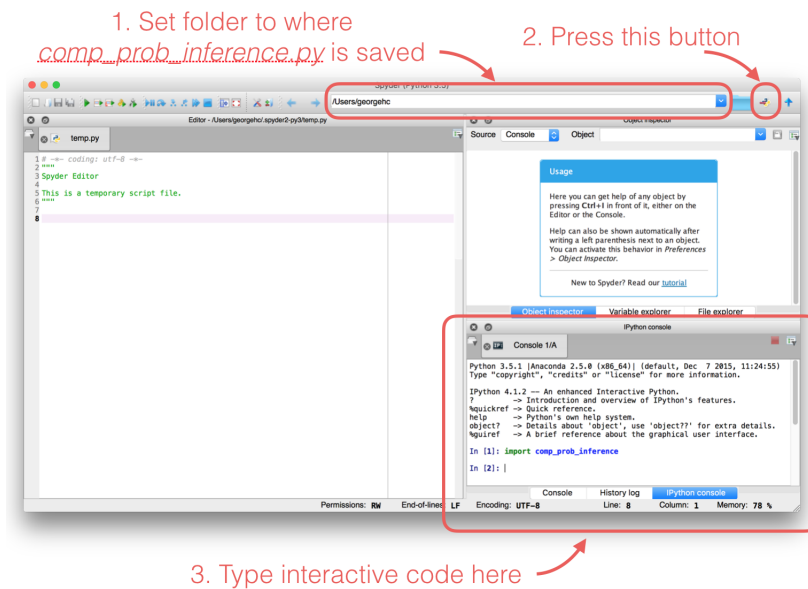 1. Set folder to where
comp_prob_inference.py is saved
2. Press this button
Spyder (Python 3.5)
/Users/georgehc
Editor - /Users/georgehc/.spyder2-py3/temp.py
Object inspector
temp.py
Source Console Object
1 # -*- coding: utf-8 -*-
2 """
3 Spyder Editor
4
5 This is a temporary script file.
6 """
7
8
Usage
Here you can get help of any object by
pressing Ctrl+I in front of it, either on the
Editor or the Console.
Help can also be shown automatically after
writing a left parenthesis next to an object.
You can activate this behavior in Preferences
> Object Inspector.
New to Spyder? Read our tutorial
Object inspector Variable explorer File explorer
IPython console
Console 1/A
Python 3.5.1 |Anaconda 2.5.0 (x86_64)| (default, Dec  7 2015, 11:24:55)
Type "copyright", "credits" or "license" for more information.
IPython 4.1.2 -- An enhanced Interactive Python.
?         -> Introduction and overview of IPython's features.
%quickref -> Quick reference.
help      -> Python's own help system.
object?   -> Details about 'object', use 'object??' for extra details.
%guiref   -> A brief reference about the graphical user interface.
In [1]: import comp_prob_inference
In [2]:
Console History log IPython console
Permissions: RW End-of-lines: LF Encoding: UTF-8 Line: 8 Column: 1 Memory: 78 %
3. Type interactive code here